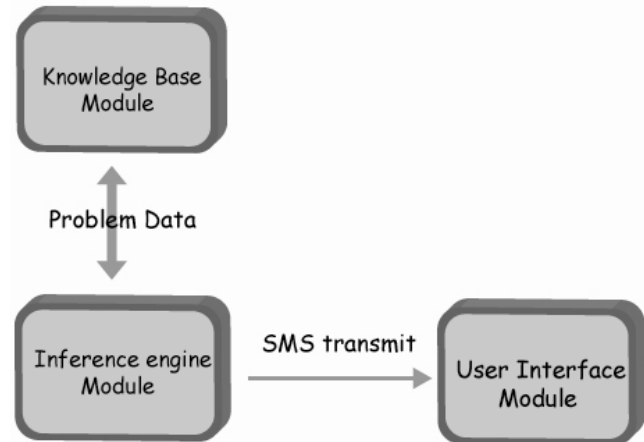 Knowledge Base
Module
Problem Data
Inference engine
Module
SMS transmit
User Interface
Module